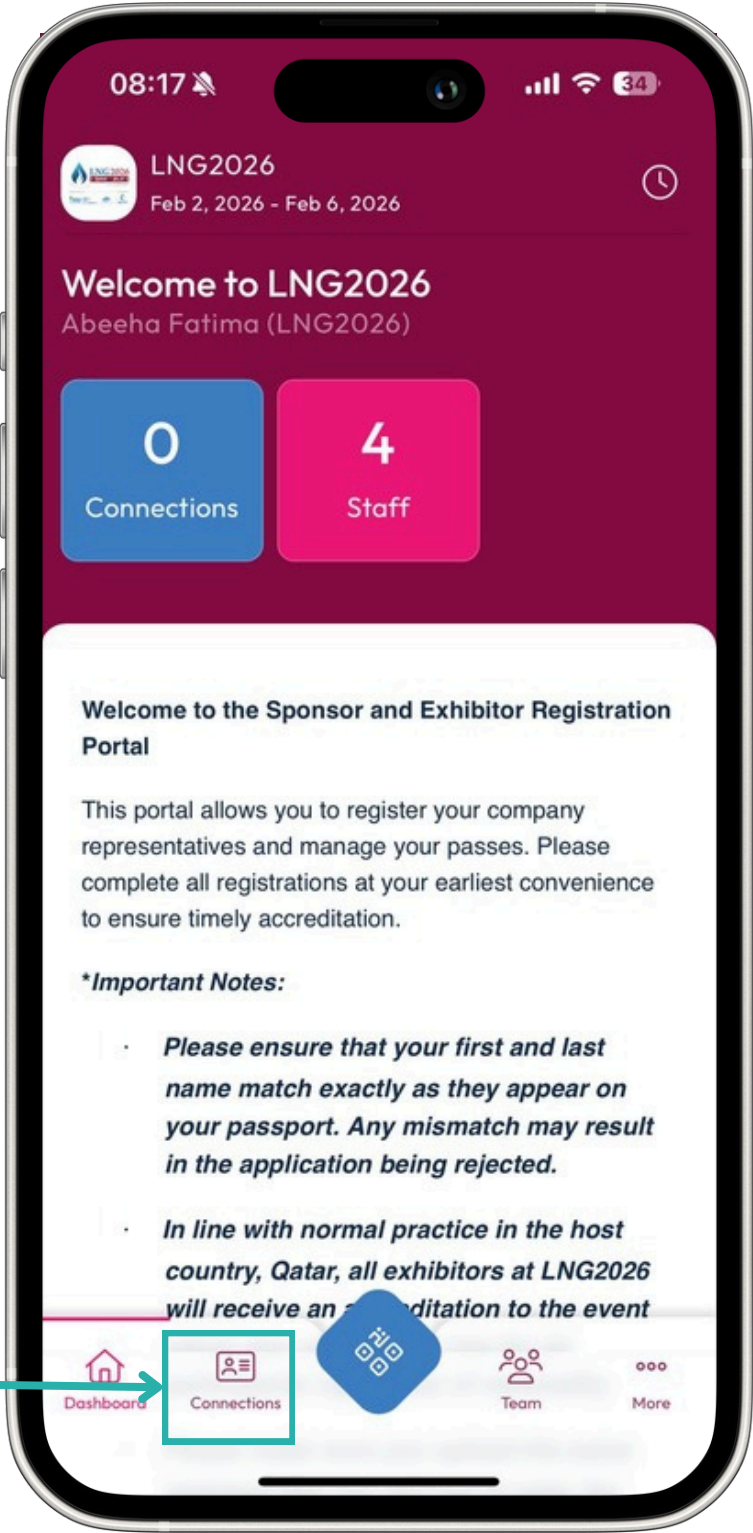 08:17
34
LNG2026
LNG2026
Feb 2, 2026 - Feb 6, 2026
Welcome to LNG2026
Abeeha Fatima (LNG2026)
0
4
Connections
Staff
Welcome to the Sponsor and Exhibitor Registration
Portal
This portal allows you to register your company
representatives and manage your passes. Please
complete all registrations at your earliest convenience
to ensure timely accreditation.
*Important Notes:
· Please ensure that your first and last
name match exactly as they appear on
your passport. Any mismatch may result
in the application being rejected.
· In line with normal practice in the host
country, Qatar, all exhibitors at LNG2026
will receive an ditation to the event
Dashboard
Connections
Team
More